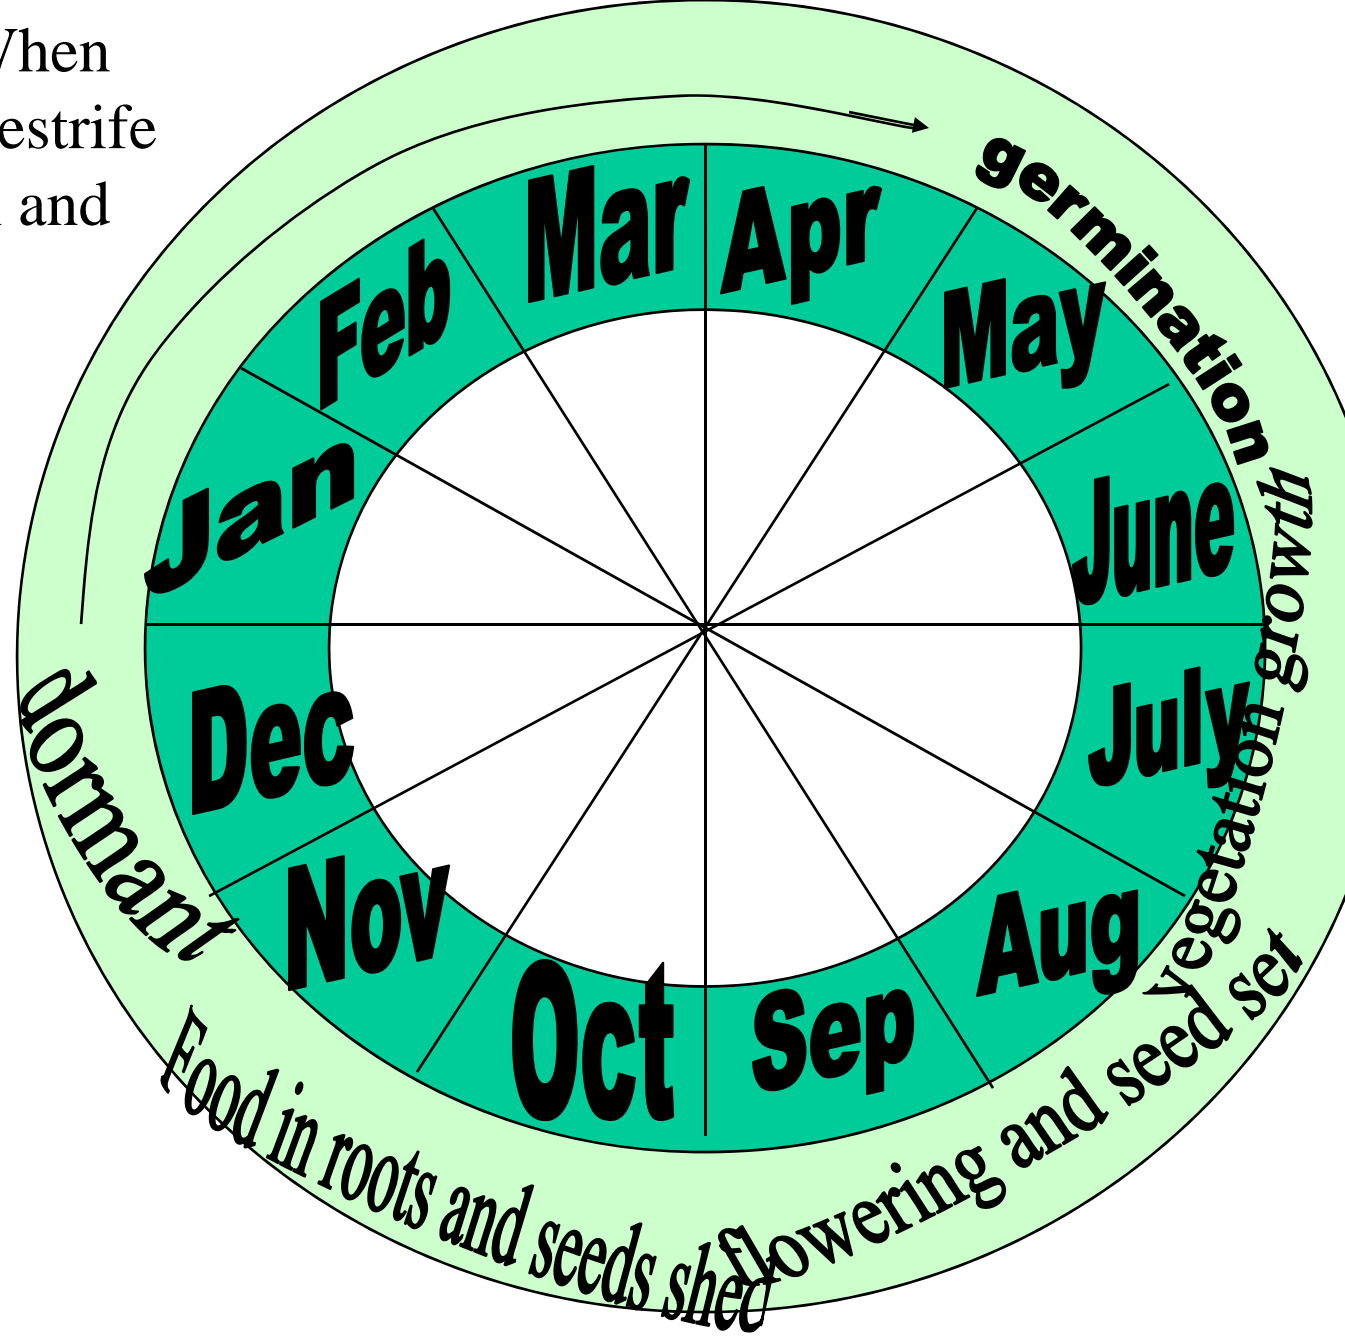 When
estrife
and
germination
Mar
Apr
Feb
May
Jan
June
vegetation growth
dormant
Dec
July
Nov
Aug
Oct
Sep
flowering and seed set
Food in roots and seeds shed